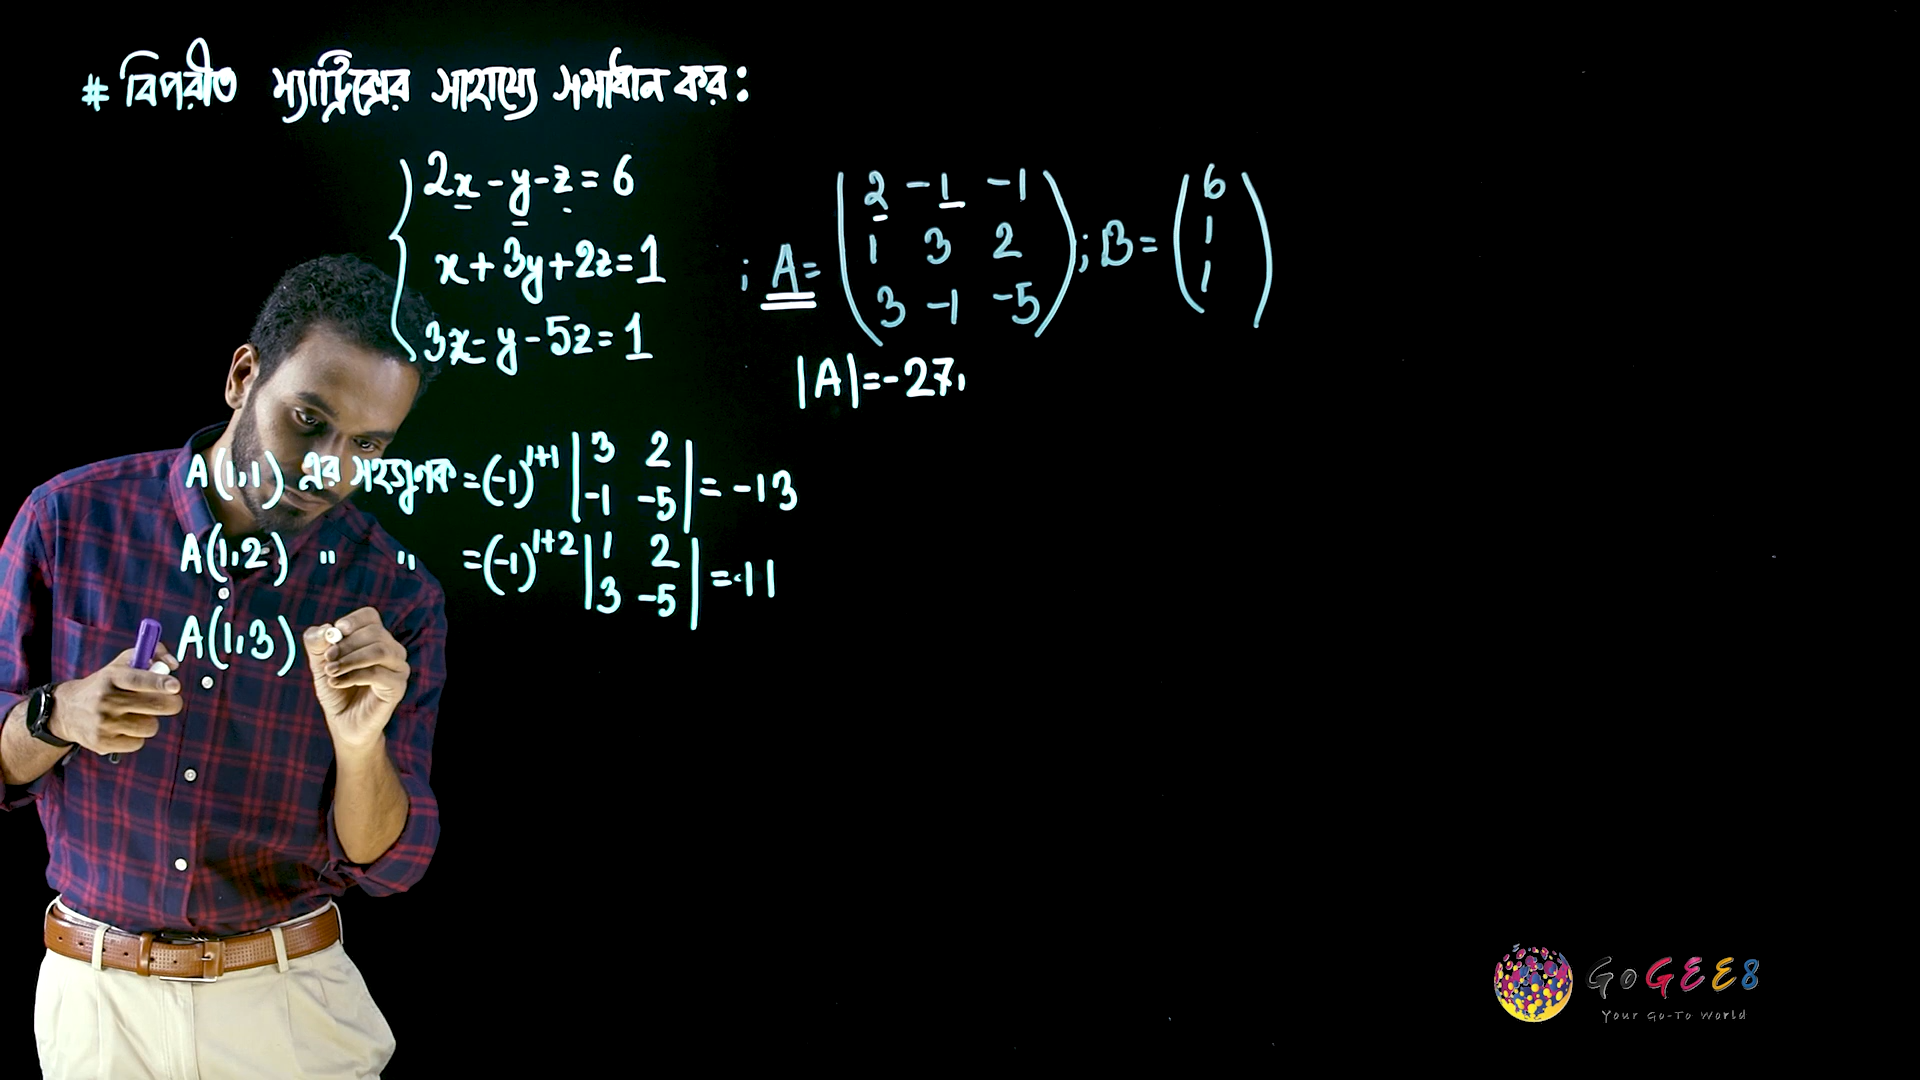 # বিপরীত ম্যাট্রিক্সের সাহায্যে সমাধান কর:
2x - y - z = 6
x + 3y + 2z = 1
3x - y - 5z = 1
; A = (2 -1 -1
1 3 2
3 -1 -5) ; B = (6
1
1)
|A| = -27,
A(1,1) এর সহগুণক = (-1)^1+1 |3 2
-1 -5| = -13
A(1,2) " " = (-1)^1+2 |1 2
3 -5| = 11
A(1,3)
GoGEE8
Your Go-To World